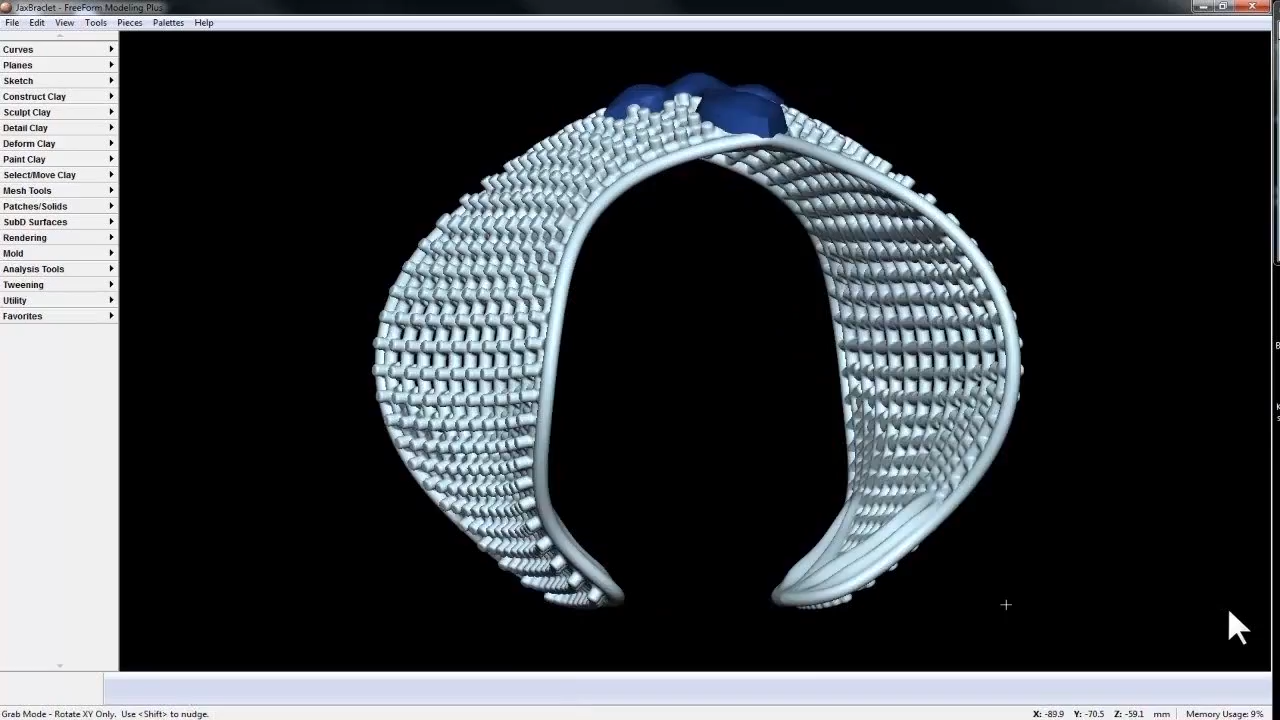 JaxBraclet - FreeForm Modeling Plus
File Edit View Tools Pieces Palettes Help
Curves
Planes
Sketch
Construct Clay
Sculpt Clay
Detail Clay
Deform Clay
Paint Clay
Select/Move Clay
Mesh Tools
Patches/Solids
SubD Surfaces
Rendering
Mold
Analysis Tools
Tweening
Utility
Favorites
Grab Mode - Rotate XY Only. Use <Shift> to nudge.
X: -89.9 Y: -70.5 Z: -59.1 mm Memory Usage: 9%